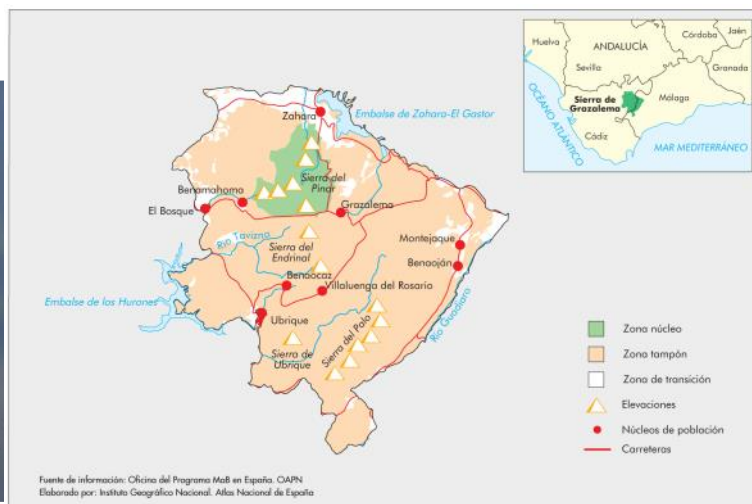 Huelva
Sevilla
ANDALUCÍA
Córdoba
Jaén
Granada
Sierra de
Grazalema
Málaga
Cádiz
OCÉANO ATLÁNTICO
MAR MEDITERRÁNEO
Zahara
Embalse de Zahara-El Gastor
Sierra del
Pinar
Benamahoma
El Bosque
Grazalema
Río Tavizna
Sierra del
Endrinal
Montejaque
Benaoján
Benaocaz
Villaluenga del Rosario
Embalse de los Hurones
Ubrique
Sierra de
Ubrique
Sierra del Palo
Río Guadiaro
Zona núcleo
Zona tampón
Zona de transición
Elevaciones
Núcleos de población
Carreteras
Fuente de información: Oficina del Programa MaB en España. OAPN
Elaborado por: Instituto Geográfico Nacional. Atlas Nacional de España